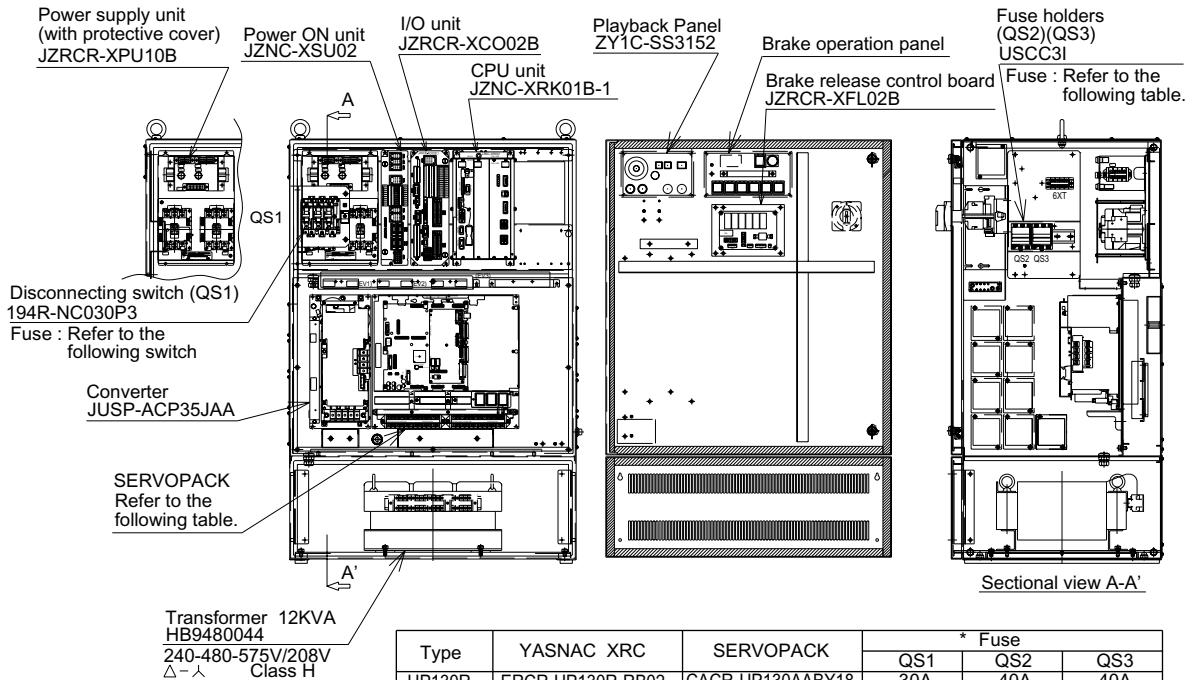 Power supply unit
(with protective cover)
JZRCR-XPU10B
Power ON unit
JZNC-XSU02
I/O unit
JZRCR-XCO02B
CPU unit
JZNC-XRK01B-1
Playback Panel
ZY1C-SS3152
Brake operation panel
Brake release control board
JZRCR-XFL02B
Fuse holders
(QS2)(QS3)
USCC3I
Fuse : Refer to the
following table.
A
QS1
6XT
QS2 QS3
(EV1)
(EV2)
(EV3)
Disconnecting switch (QS1)
194R-NC030P3
Fuse : Refer to the
following switch
Converter
JUSP-ACP35JAA
SERVOPACK
Refer to the
following table.
A'
Sectional view A-A'
Transformer 12KVA
HB9480044
240-480-575V/208V
△-⅄ Class H
Type YASNAC XRC SERVOPACK * Fuse
QS1 QS2 QS3
UP130R ERCR-UP130R-RB02 CACR-UP130AABY18 30A 40A 40A